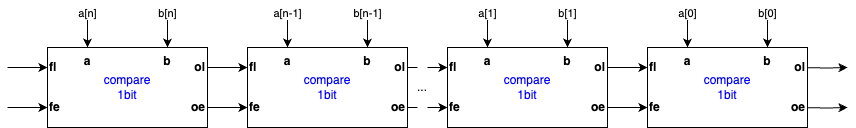 a[n] b[n] a[n-1] b[n-1] a[1] b[1] a[0] b[0]
fl a b ol fl a b ol fl a b ol fl a b ol
compare compare compare compare
1bit 1bit ... 1bit 1bit
fe oe fe oe fe oe fe oe